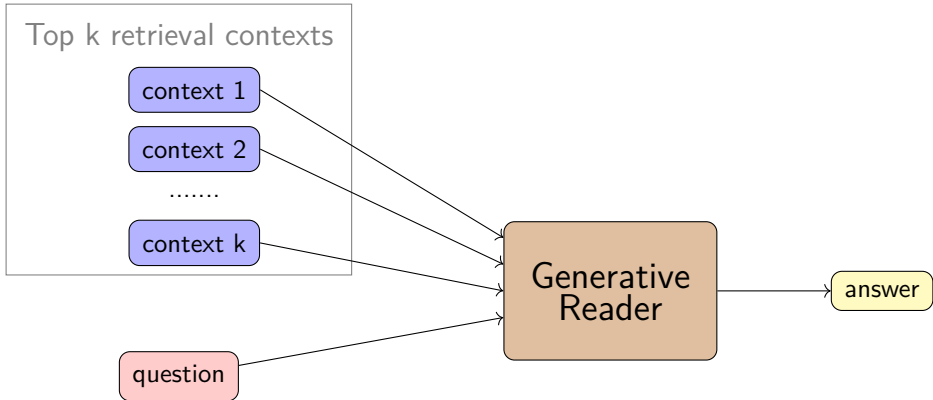 Top k retrieval contexts
context 1
context 2
.......
context k
question
Generative
Reader
answer